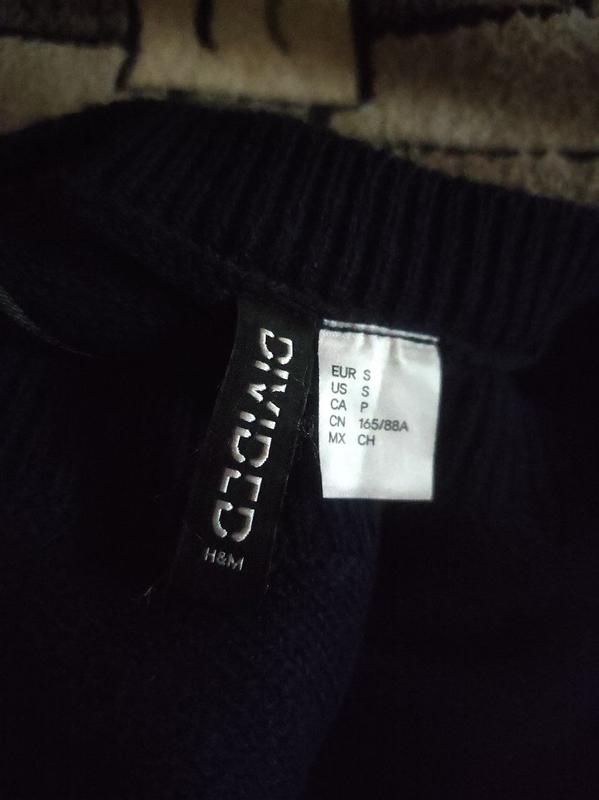 DIVIDED
H&M
EUR S
US S
CA P
CN 165/88A
MX CH